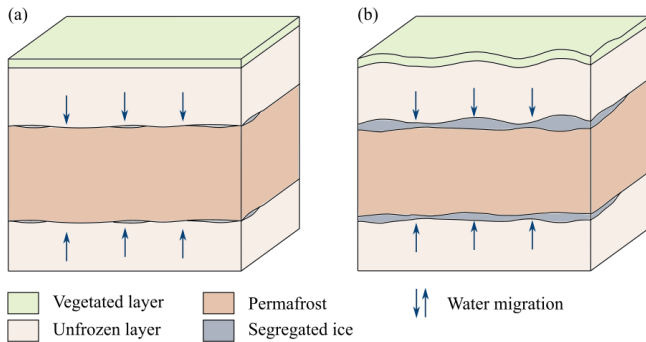 (a)
(b)
Vegetated layer
Permafrost
Water migration
Unfrozen layer
Segregated ice